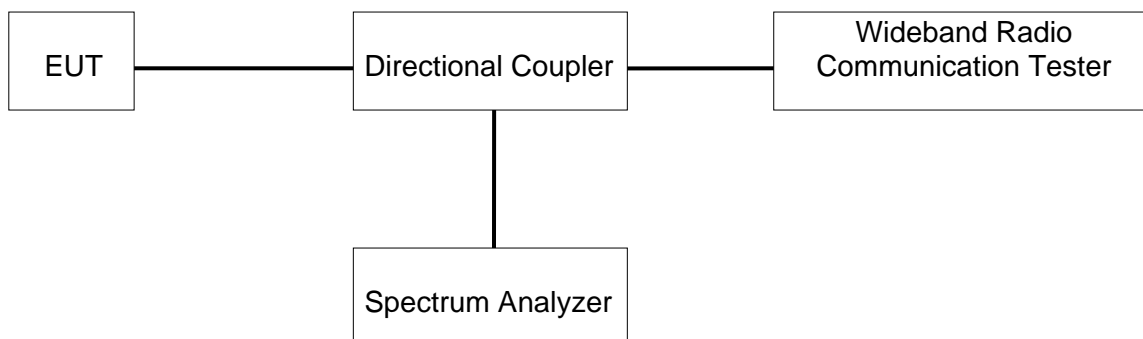 EUT
Directional Coupler
Wideband Radio
Communication Tester
Spectrum Analyzer